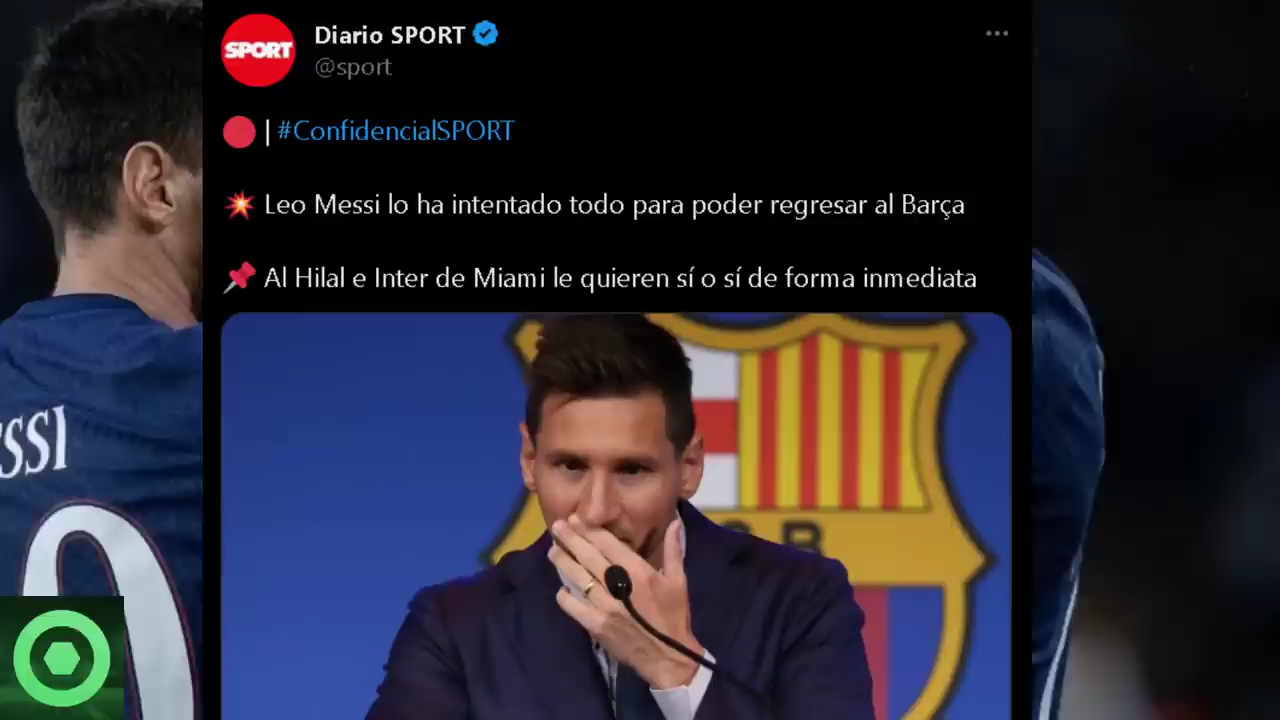 SPORT
Diario SPORT
@sport
| #ConfidencialSPORT
Leo Messi lo ha intentado todo para poder regresar al Barça
Al Hilal e Inter de Miami le quieren sí o sí de forma inmediata
SSI
0
B